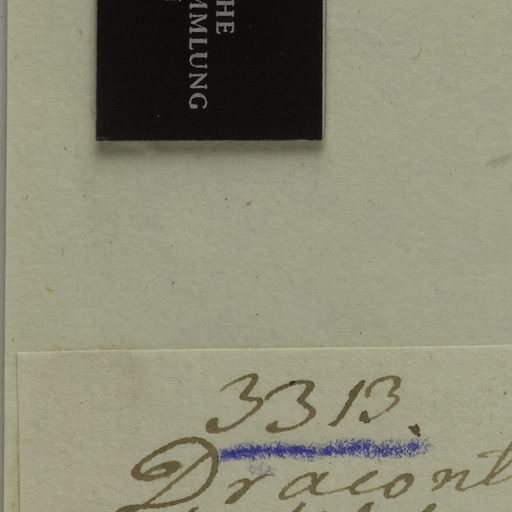 HE
MMLUNG
3313.
Dracont